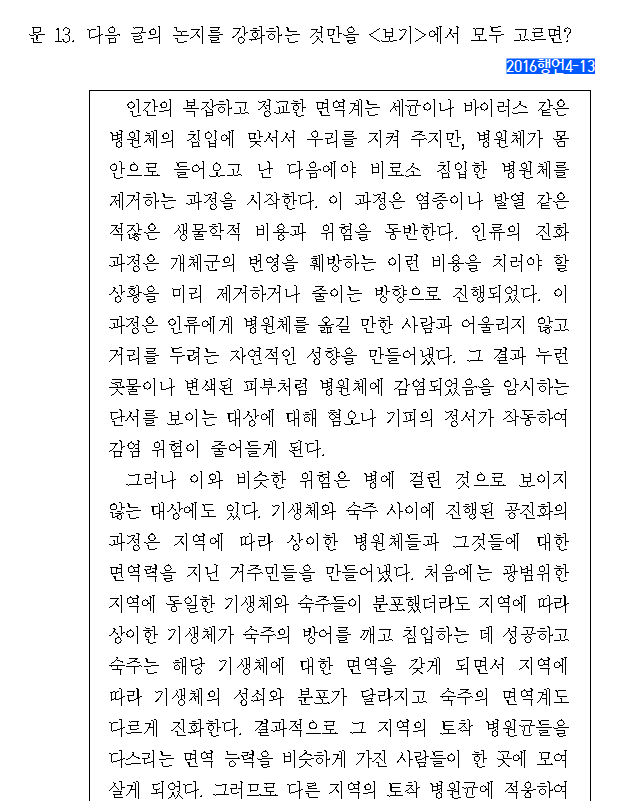 문 13. 다음 글의 논지를 강화하는 것만을 <보기>에서 모두 고르면?
2016행언4-13
인간의 복잡하고 정교한 면역계는 세균이나 바이러스 같은
병원체의 침입에 맞서서 우리를 지켜 주지만, 병원체가 몸
안으로 들어오고 난 다음에야 비로소 침입한 병원체를
제거하는 과정을 시작한다. 이 과정은 염증이나 발열 같은
적잖은 생물학적 비용과 위험을 동반한다. 인류의 진화
과정은 개체군의 번영을 훼방하는 이런 비용을 치러야 할
상황을 미리 제거하거나 줄이는 방향으로 진행되었다. 이
과정은 인류에게 병원체를 옮길 만한 사람과 어울리지 않고
거리를 두려는 자연적인 성향을 만들어냈다. 그 결과 누런
콧물이나 변색된 피부처럼 병원체에 감염되었음을 암시하는
단서를 보이는 대상에 대해 혐오나 기피의 정서가 작동하여
감염 위험이 줄어들게 된다.
그러나 이와 비슷한 위험은 병에 걸린 것으로 보이지
않는 대상에도 있다. 기생체와 숙주 사이에 진행된 공진화의
과정은 지역에 따라 상이한 병원체들과 그것들에 대한
면역력을 지닌 거주민들을 만들어냈다. 처음에는 광범위한
지역에 동일한 기생체와 숙주들이 분포했더라도 지역에 따라
상이한 기생체가 숙주의 방어를 깨고 침입하는 데 성공하고
숙주는 해당 기생체에 대한 면역을 갖게 되면서 지역에
따라 기생체의 성쇠와 분포가 달라지고 숙주의 면역계도
다르게 진화한다. 결과적으로 그 지역의 토착 병원균들을
다스리는 면역 능력을 비슷하게 가진 사람들이 한 곳에 모여
살게 되었다. 그러므로 다른 지역의 토착 병원균에 적응하여